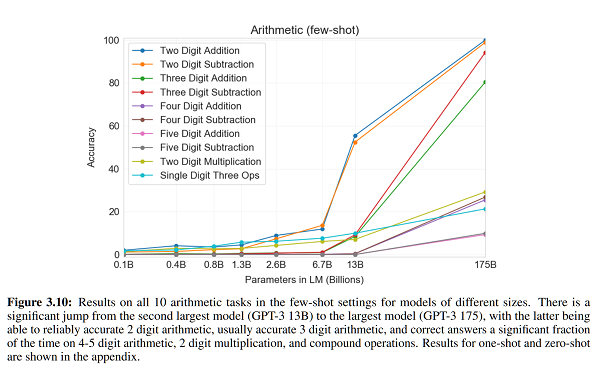 Arithmetic (few-shot)
100
80
60
40
20
0
Accuracy
Two Digit Addition
Two Digit Subtraction
Three Digit Addition
Three Digit Subtraction
Four Digit Addition
Four Digit Subtraction
Five Digit Addition
Five Digit Subtraction
Two Digit Multiplication
Single Digit Three Ops
0.1B 0.4B 0.8B 1.3B 2.6B 6.7B 13B 175B
Parameters in LM (Billions)
Figure 3.10: Results on all 10 arithmetic tasks in the few-shot settings for models of different sizes. There is a
significant jump from the second largest model (GPT-3 13B) to the largest model (GPT-3 175), with the latter being
able to reliably accurate 2 digit arithmetic, usually accurate 3 digit arithmetic, and correct answers a significant fraction
of the time on 4-5 digit arithmetic, 2 digit multiplication, and compound operations. Results for one-shot and zero-shot
are shown in the appendix.